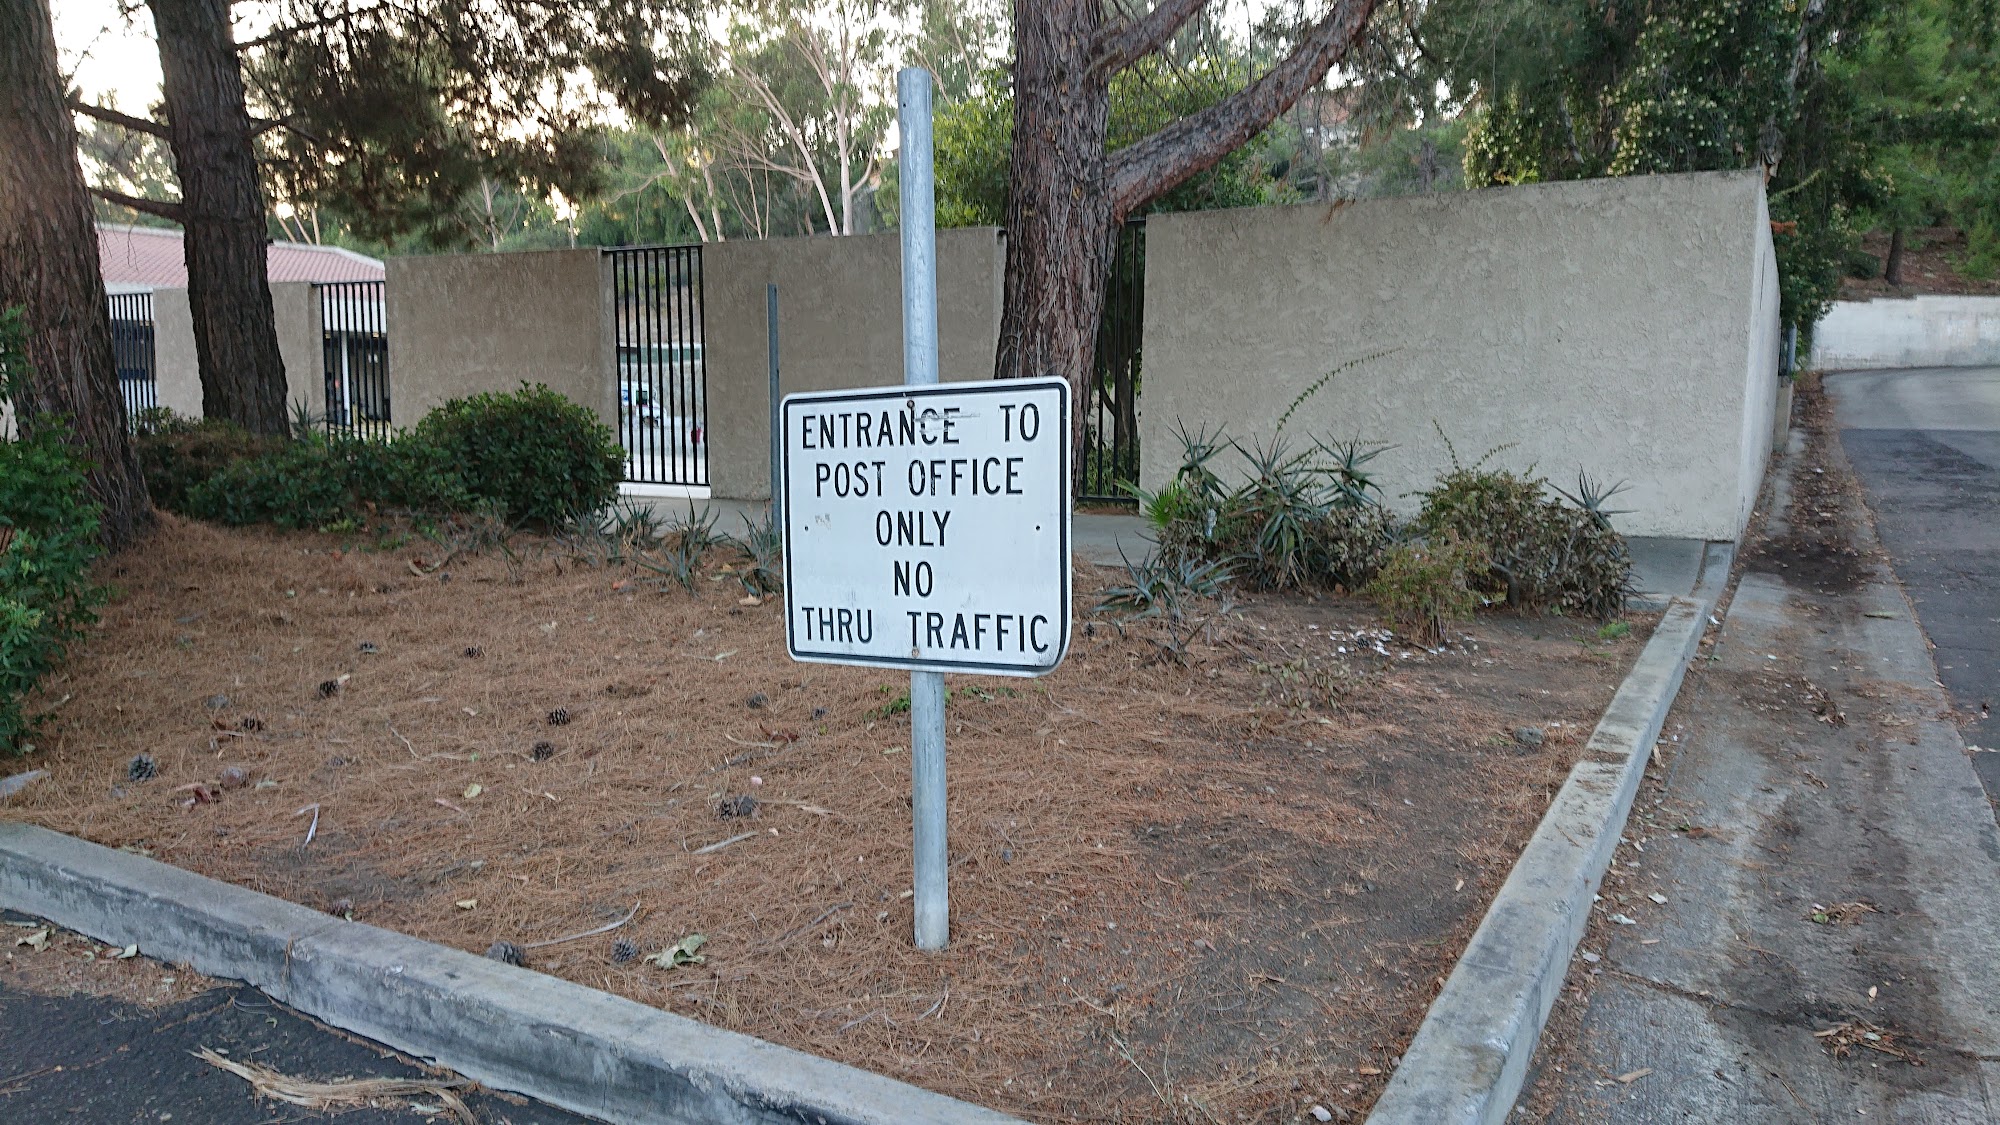 ENTRANCE TO
POST OFFICE
ONLY
NO
THRU TRAFFIC